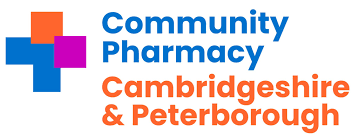 Community
Pharmacy
Cambridgeshire
& Peterborough